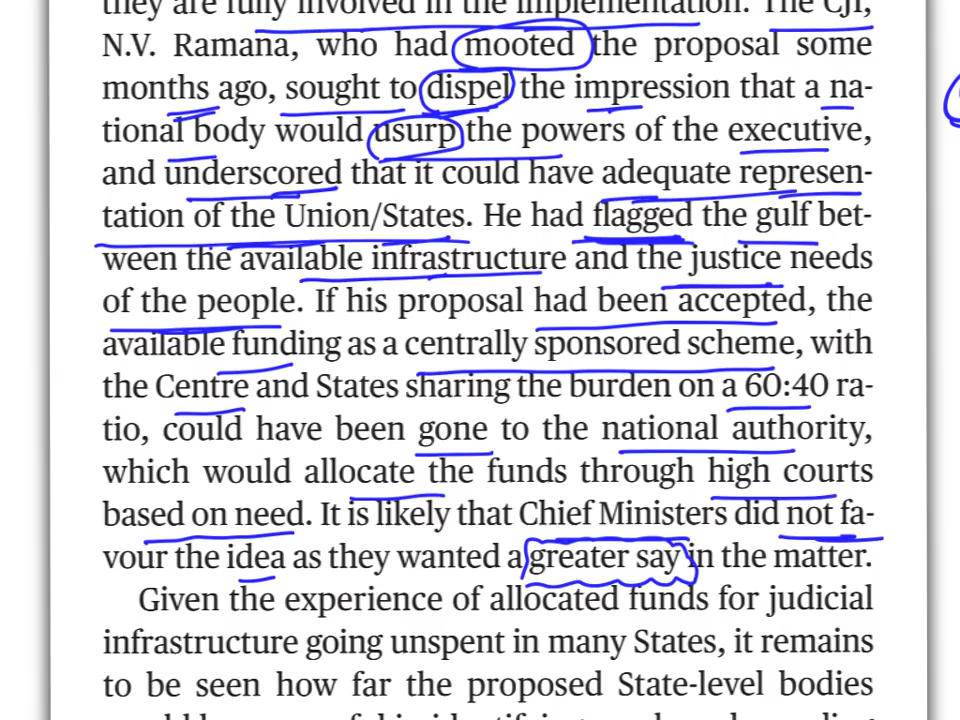 they are fully involved in the implementation. The CJI,
N.V. Ramana, who had mooted the proposal some
months ago, sought to dispel the impression that a na-
tional body would usurp the powers of the executive,
and underscored that it could have adequate represen-
tation of the Union/States. He had flagged the gulf bet-
ween the available infrastructure and the justice needs
of the people. If his proposal had been accepted, the
available funding as a centrally sponsored scheme, with
the Centre and States sharing the burden on a 60:40 ra-
tio, could have been gone to the national authority,
which would allocate the funds through high courts
based on need. It is likely that Chief Ministers did not fa-
vour the idea as they wanted a greater say in the matter.
Given the experience of allocated funds for judicial
infrastructure going unspent in many States, it remains
to be seen how far the proposed State-level bodies